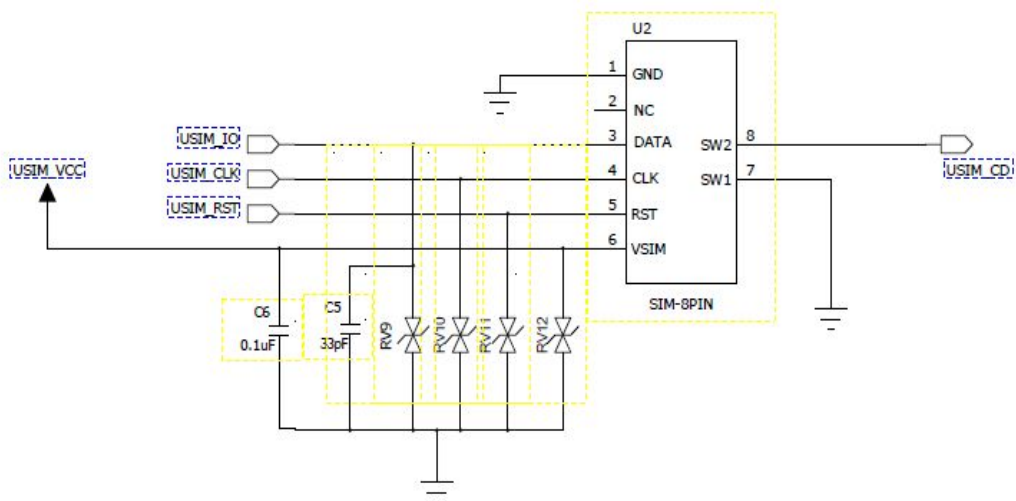 U2
1
GND
2
NC
USIM_IO
3
DATA
SW2
8
USIM_CLK
4
CLK
SW1
7
USIM_VCC
USIM_CD
USIM_RST
5
RST
6
VSIM
SIM-8PIN
C6
0.1uF
C5
33pF
RV9
RV10
RV11
RV12